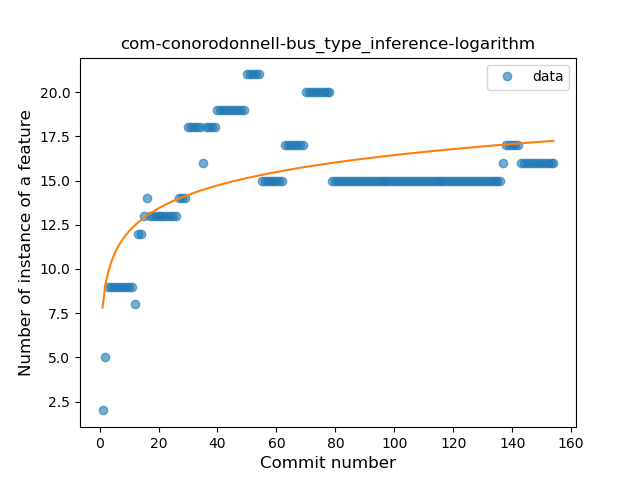 com-conorodonnell-bus_type_inference-logarithm
data
Number of instance of a feature
20.0
17.5
15.0
12.5
10.0
7.5
5.0
2.5
0 20 40 60 80 100 120 140 160
Commit number